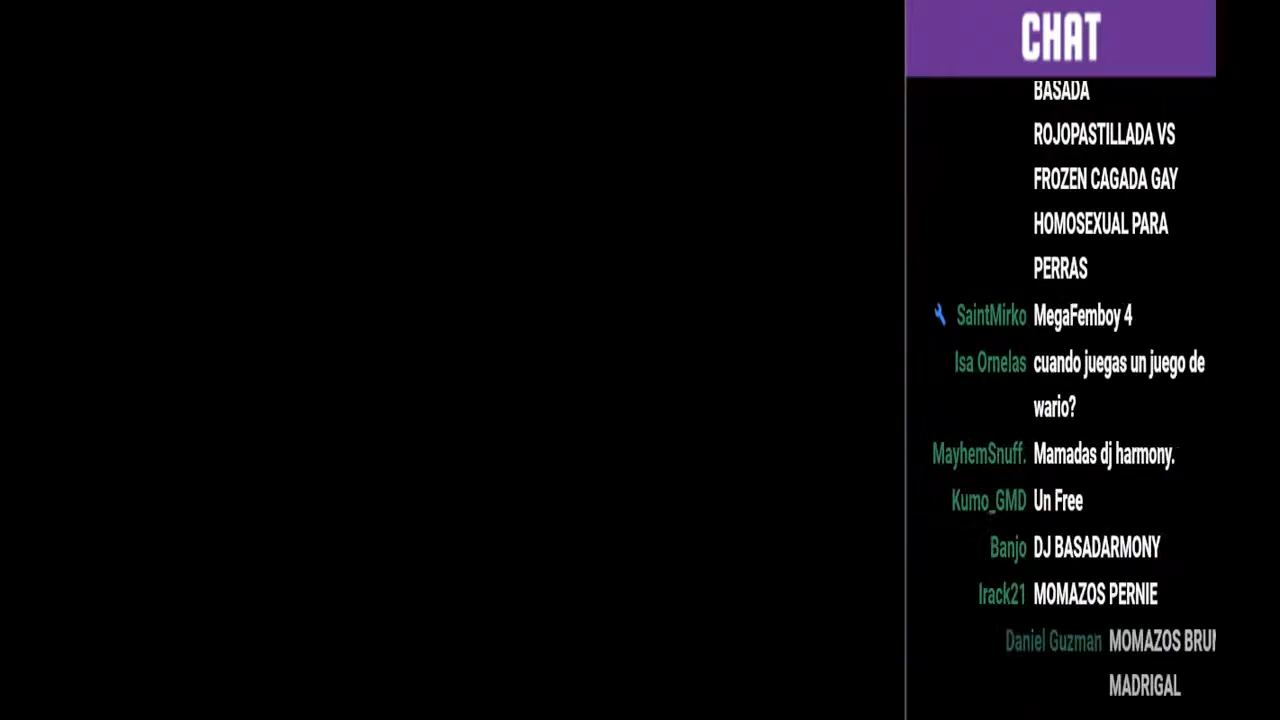 CHAT
BASADA
ROJOPASTILLADA VS
FROZEN CAGADA GAY
HOMOSEXUAL PARA
PERRAS
SaintMirko MegaFemboy 4
Isa Ornelas cuando juegas un juego de
wario?
MayhemSnuff. Mamadas dj harmony.
Kumo_GMD Un Free
Banjo DJ BASADARMONY
Irack21 MOMAZOS PERNIE
Daniel Guzman MOMAZOS
MADRIGAL